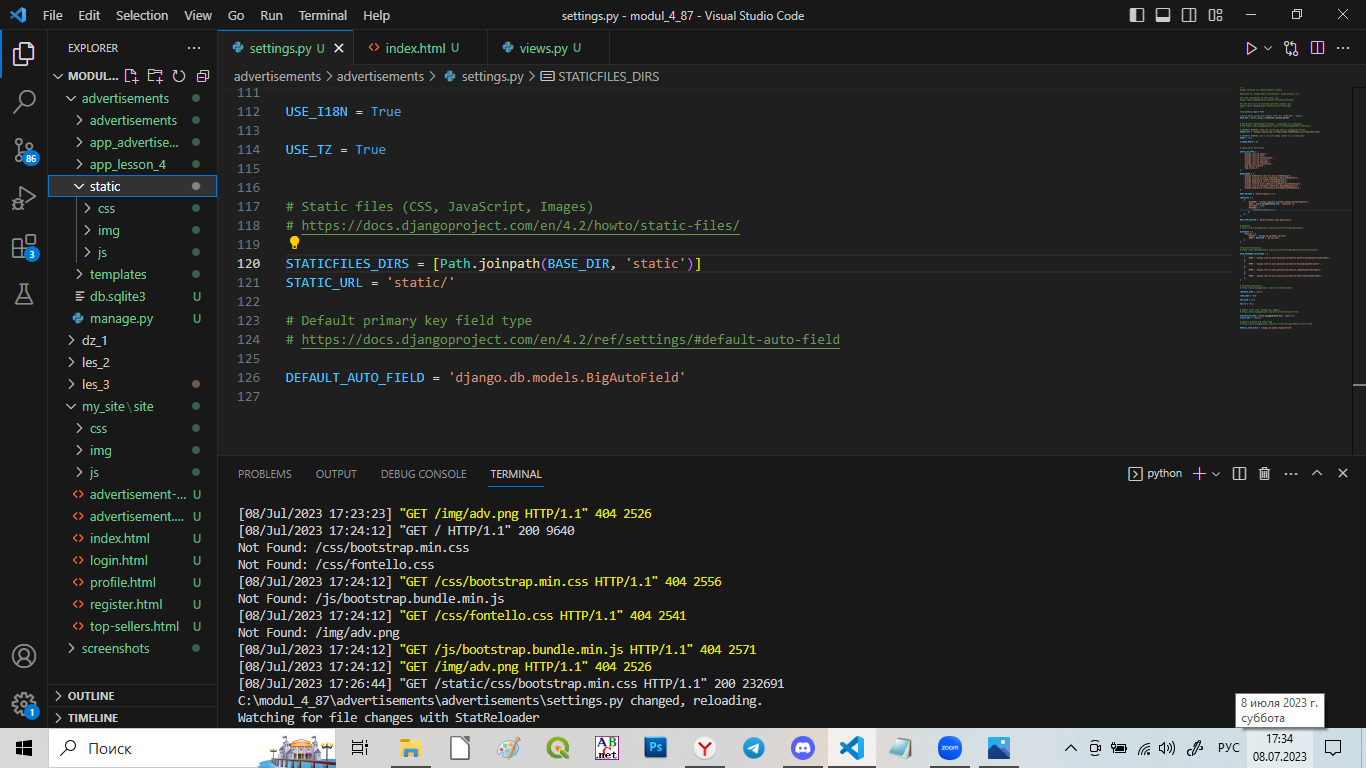 File Edit Selection View Go Run Terminal Help
settings.py - modul_4_87 - Visual Studio Code
EXPLORER
settings.py U
index.html U
views.py U
MODUL...
advertisements > advertisements > settings.py > STATICFILES_DIRS
advertisements
advertisements
app_advertise...
app_lesson_4
static
css
img
js
templates
db.sqlite3 U
manage.py U
dz_1
les_2
les_3
my_site\site
css
img
js
advertisement-... U
advertisement.... U
index.html U
login.html U
profile.html U
register.html U
top-sellers.html U
screenshots
OUTLINE
TIMELINE
86
3
1
111
112 USE_I18N = True
113
114 USE_TZ = True
115
116
117 # Static files (CSS, JavaScript, Images)
118 # https://docs.djangoproject.com/en/4.2/howto/static-files/
119
120 STATICFILES_DIRS = [Path.joinpath(BASE_DIR, 'static')]
121 STATIC_URL = 'static/'
122
123 # Default primary key field type
124 # https://docs.djangoproject.com/en/4.2/ref/settings/#default-auto-field
125
126 DEFAULT_AUTO_FIELD = 'django.db.models.BigAutoField'
127
PROBLEMS OUTPUT DEBUG CONSOLE TERMINAL
python
[08/Jul/2023 17:23:23] "GET /img/adv.png HTTP/1.1" 404 2526
[08/Jul/2023 17:24:12] "GET / HTTP/1.1" 200 9640
Not Found: /css/bootstrap.min.css
Not Found: /css/fontello.css
[08/Jul/2023 17:24:12] "GET /css/bootstrap.min.css HTTP/1.1" 404 2556
Not Found: /js/bootstrap.bundle.min.js
[08/Jul/2023 17:24:12] "GET /css/fontello.css HTTP/1.1" 404 2541
Not Found: /img/adv.png
[08/Jul/2023 17:24:12] "GET /js/bootstrap.bundle.min.js HTTP/1.1" 404 2571
[08/Jul/2023 17:24:12] "GET /img/adv.png HTTP/1.1" 404 2526
[08/Jul/2023 17:26:44] "GET /static/css/bootstrap.min.css HTTP/1.1" 200 232691
C:\modul_4_87\advertisements\advertisements\settings.py changed, reloading.
Watching for file changes with StatReloader
8 июля 2023 г.
суббота
Поиск
ABC
.net
Ps
zoom
РУС
17:34
08.07.2023